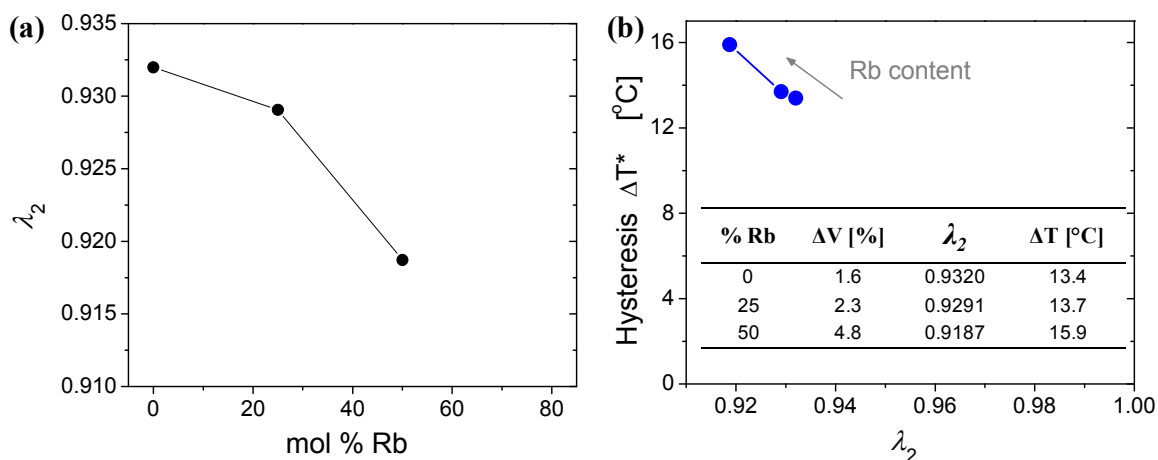 (a)
0.935
0.930
0.925
0.920
0.915
0.910
λ₂
0 20 40 60 80
mol % Rb
(b)
16
12
8
4
0
Hysteresis ΔT* [°C]
Rb content
% Rb ΔV [%] λ₂ ΔT [°C]
0 1.6 0.9320 13.4
25 2.3 0.9291 13.7
50 4.8 0.9187 15.9
0.92 0.94 0.96 0.98 1.00
λ₂